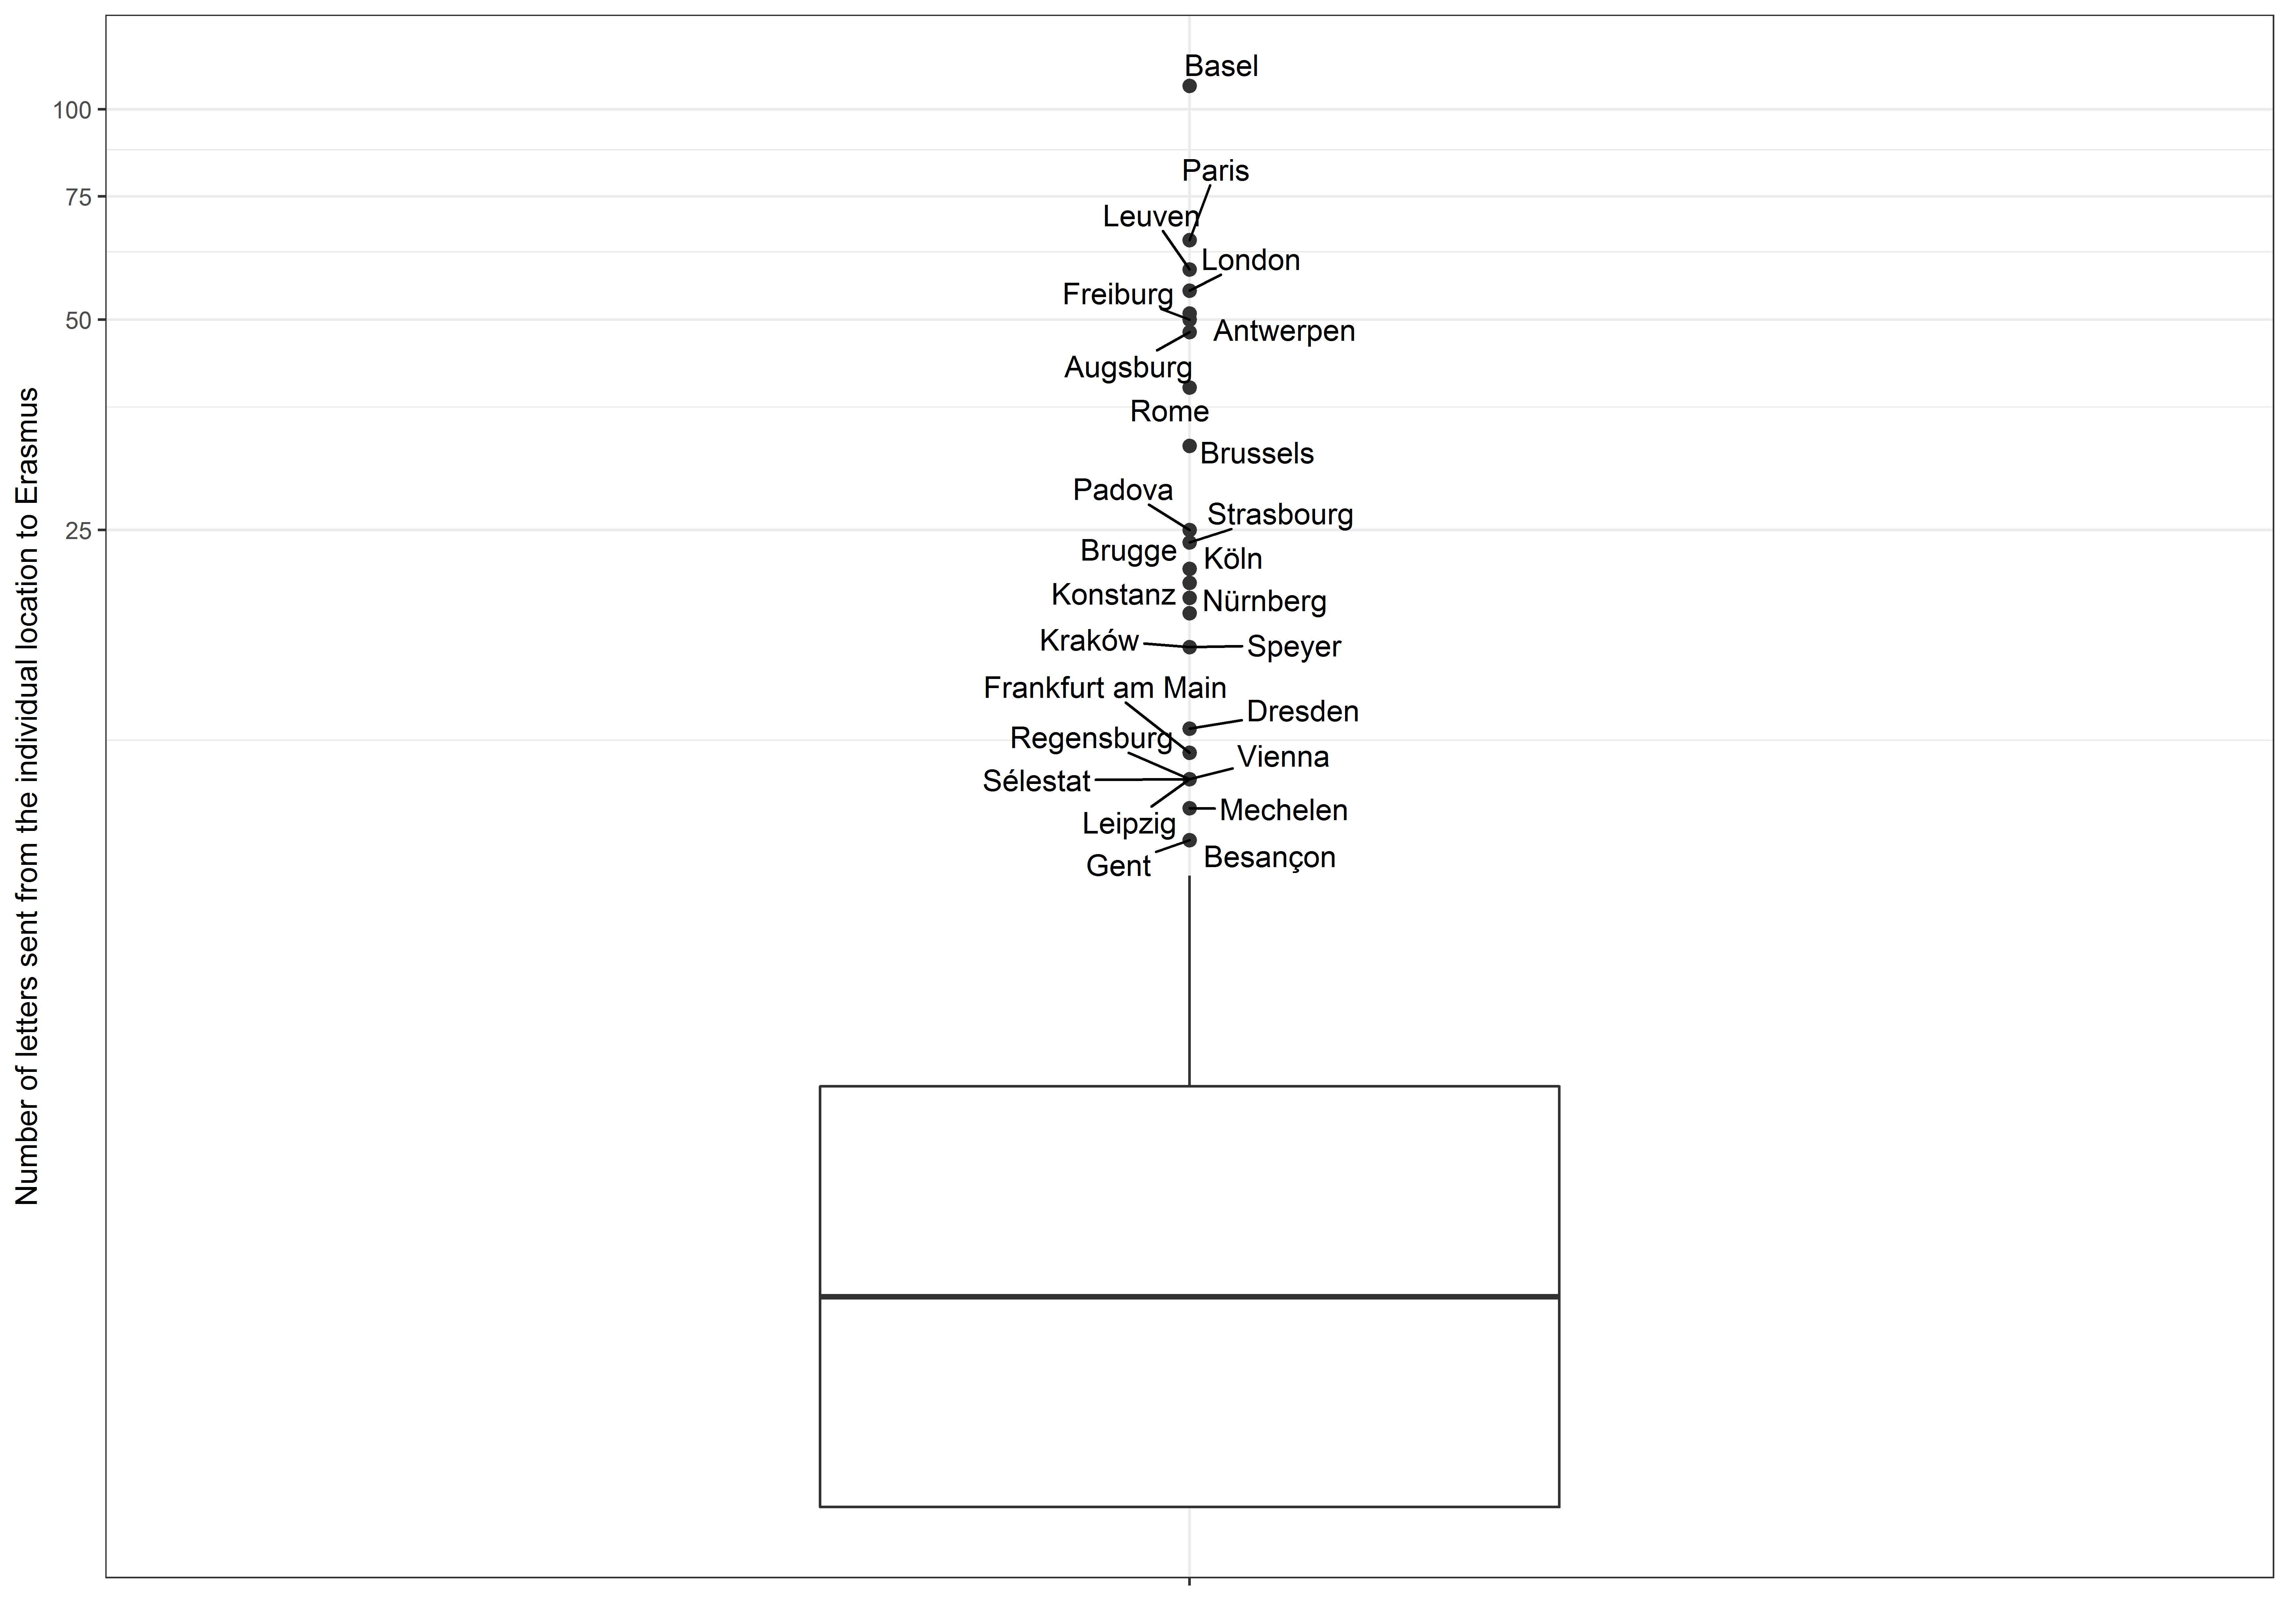 Basel
100
Paris
75
Leuven
London
Freiburg
50
Antwerpen
Augsburg
Rome
Brussels
Padova
Strasbourg
25
Brugge
Köln
Konstanz
Nürnberg
Kraków
Speyer
Frankfurt am Main
Dresden
Regensburg
Vienna
Sélestat
Mechelen
Leipzig
Besançon
Gent
Number of letters sent from the individual location to Erasmus